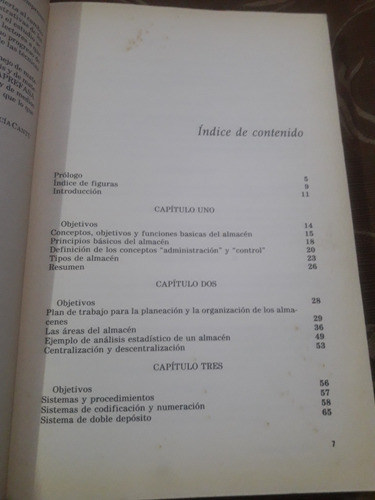 Índice de contenido
Prólogo 5
Índice de figuras 9
Introducción 11
CAPÍTULO UNO
Objetivos 14
Conceptos, objetivos y funciones basicas del almacén 15
Principios básicos del almacén 18
Definición de los conceptos "administración" y "control" 20
Tipos de almacén 23
Resumen 26
CAPÍTULO DOS
Objetivos 28
Plan de trabajo para la planeación y la organización de los alma-
cenes 29
Las áreas del almacén 36
Ejemplo de análisis estadístico de un almacén 49
Centralización y descentralización 53
CAPÍTULO TRES
Objetivos 56
Sistemas y procedimientos 57
Sistemas de codificación y numeración 58
Sistema de doble depósito 65
7